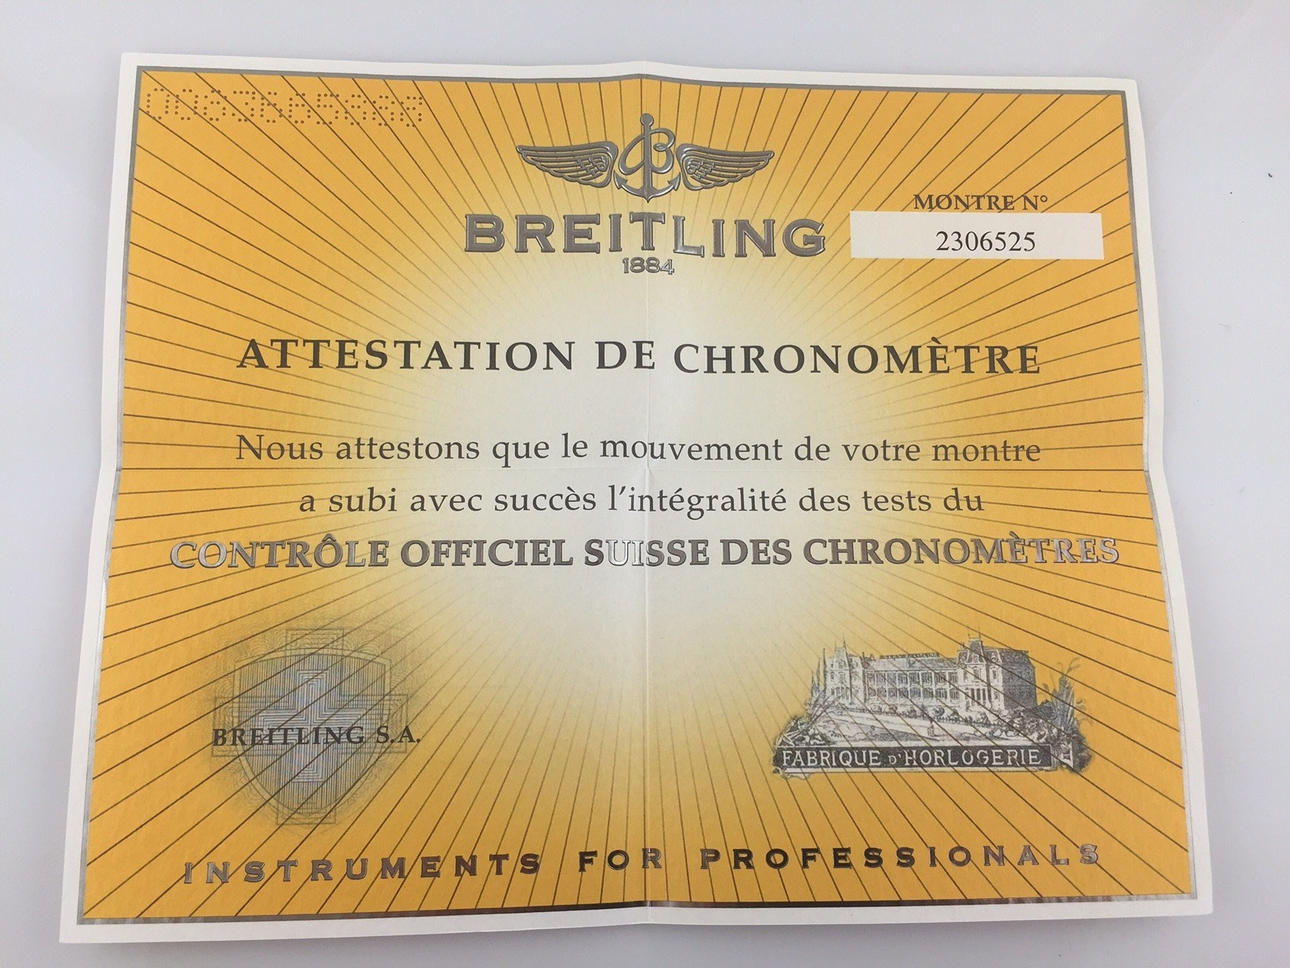 BREITLING
1884
MONTRE N°
2306525
ATTESTATION DE CHRONOMÈTRE
Nous attestons que le mouvement de votre montre
a subi avec succès l'intégralité des tests du
CONTRÔLE OFFICIEL SUISSE DES CHRONOMÈTRES
BREITLING S.A.
FABRIQUE D'HORLOGERIE
INSTRUMENTS FOR PROFESSIONALS